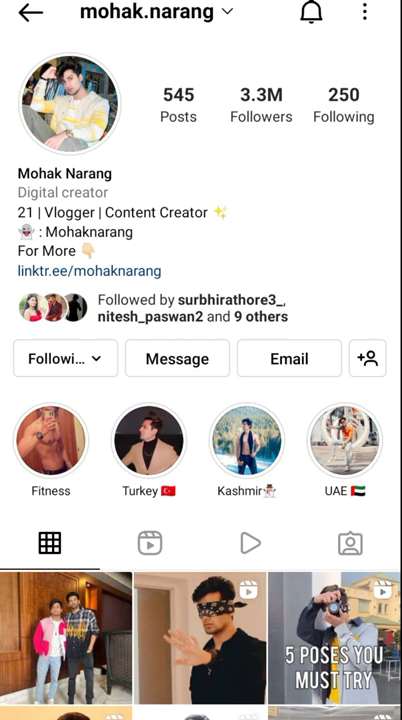 mohak.narang
545 3.3M 250
Posts Followers Following
Mohak Narang
Digital creator
21 | Vlogger | Content Creator ✨
👻 : Mohaknarang
For More 👇🏻
linktr.ee/mohaknarang
Followed by surbhirathore3_,
nitesh_paswan2 and 9 others
Followi... Message Email
Fitness Turkey 🇹🇷 Kashmir☃️ UAE 🇦🇪
5 POSES YOU
MUST TRY